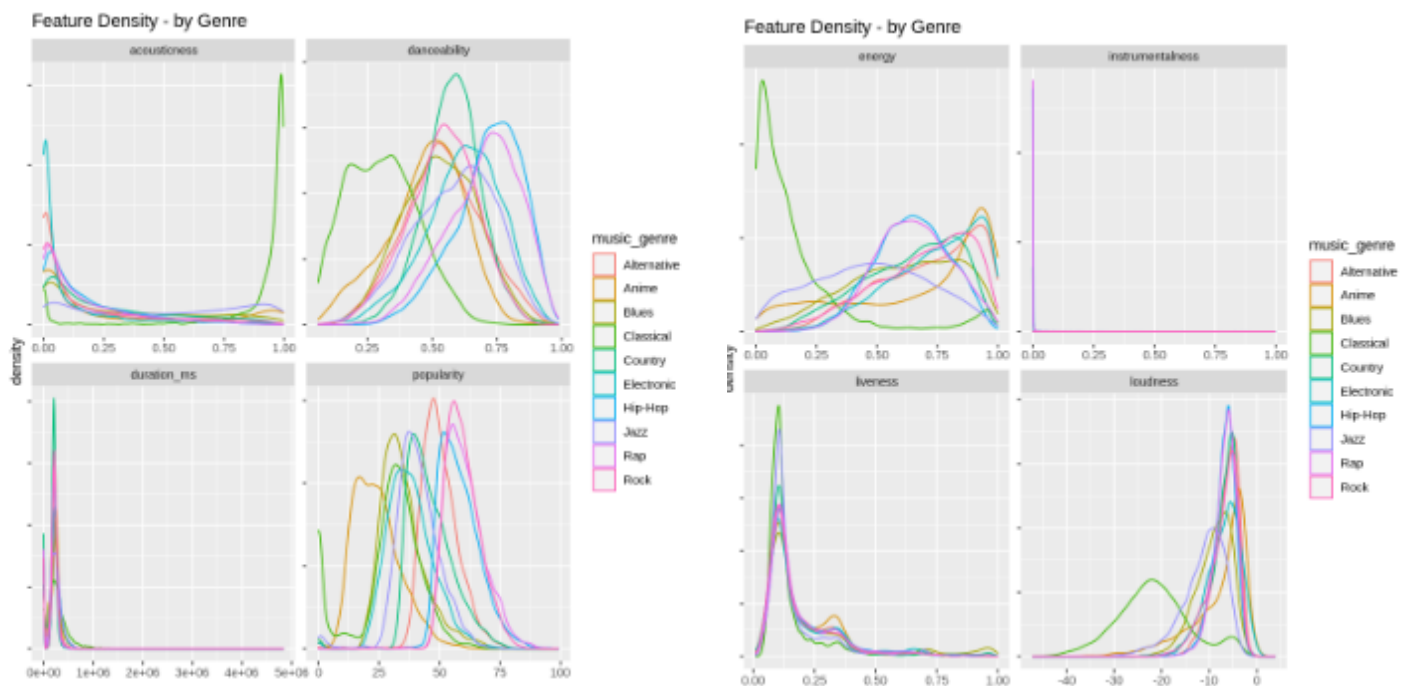 Feature Density - by Genre
acousticness danceability
0.00 0.25 0.50 0.75 1.00 0.25 0.50 0.75 1.00
density
duration_ms popularity
0e+00 1e+06 2e+06 3e+06 4e+06 5e+06 0 25 50 75 100
music_genre
Alternative
Anime
Blues
Classical
Country
Electronic
Hip-Hop
Jazz
Rap
Rock
Feature Density - by Genre
energy instrumentalness
0.00 0.25 0.50 0.75 1.00 0.00 0.25 0.50 0.75 1.00
density
liveness loudness
0.00 0.25 0.50 0.75 1.00 -40 -30 -20 -10 0
music_genre
Alternative
Anime
Blues
Classical
Country
Electronic
Hip-Hop
Jazz
Rap
Rock